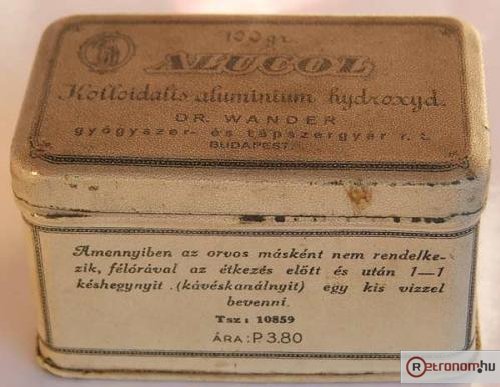 100 gr.
ALUCOL
Kolloidalis aluminium hydroxyd.
DR. WANDER
gyógyszer- és tápszergyár r. t.
BUDAPEST.
Amennyiben az orvos másként nem rendelke-
zik, félórával az étkezés előtt és után 1—1
késhegynyit .(kávéskanálnyit) egy kis vizzel
bevenni.
Tsz: 10859
ÁRA: P 3.80
Retronom.hu